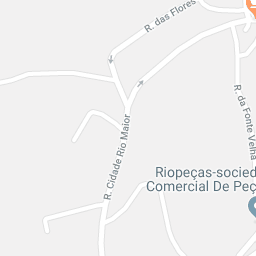 R. das Flores
R. da Fonte Velha
R. Cidade Rio Maior
Riopeças-socied
Comercial De Peç